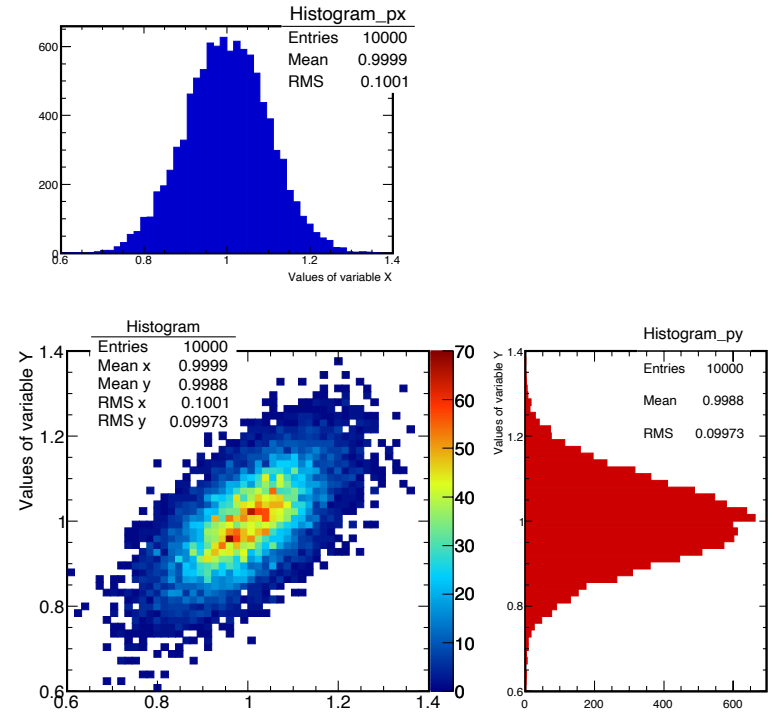 Histogram_px
Entries 10000
Mean 0.9999
RMS 0.1001
600
400
200
0
0.6 0.8 1 1.2 1.4
Values of variable X
Histogram
Entries 10000
Mean x 0.9999
Mean y 0.9988
RMS x 0.1001
RMS y 0.09973
Values of variable Y
1.4
1.2
1
0.8
0.6
0.6 0.8 1 1.2 1.4
70
60
50
40
30
20
10
0
Histogram_py
Entries 10000
Mean 0.9988
RMS 0.09973
Values of variable Y
1.4
1.2
1
0.8
0.6
0 200 400 600